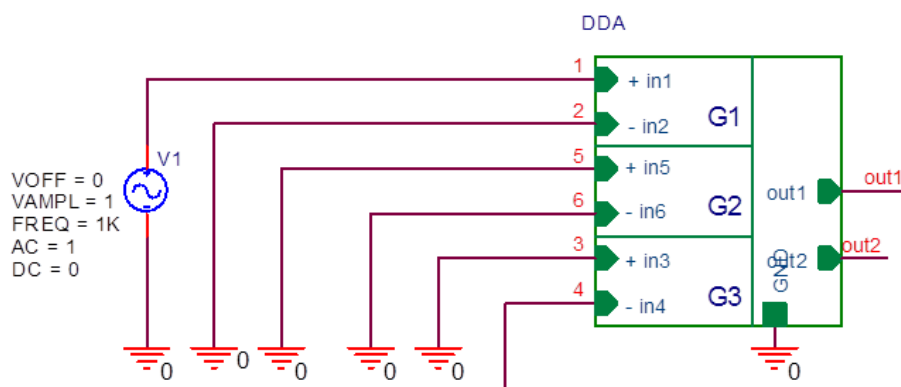 DDA
1
+ in1
2
- in2
G1
5
+ in5
6
- in6
G2
3
+ in3
4
- in4
G3
out1
out1
out2
out2
GND
V1
VOFF = 0
VAMPL = 1
FREQ = 1K
AC = 1
DC = 0
0
0
0
0
0
0